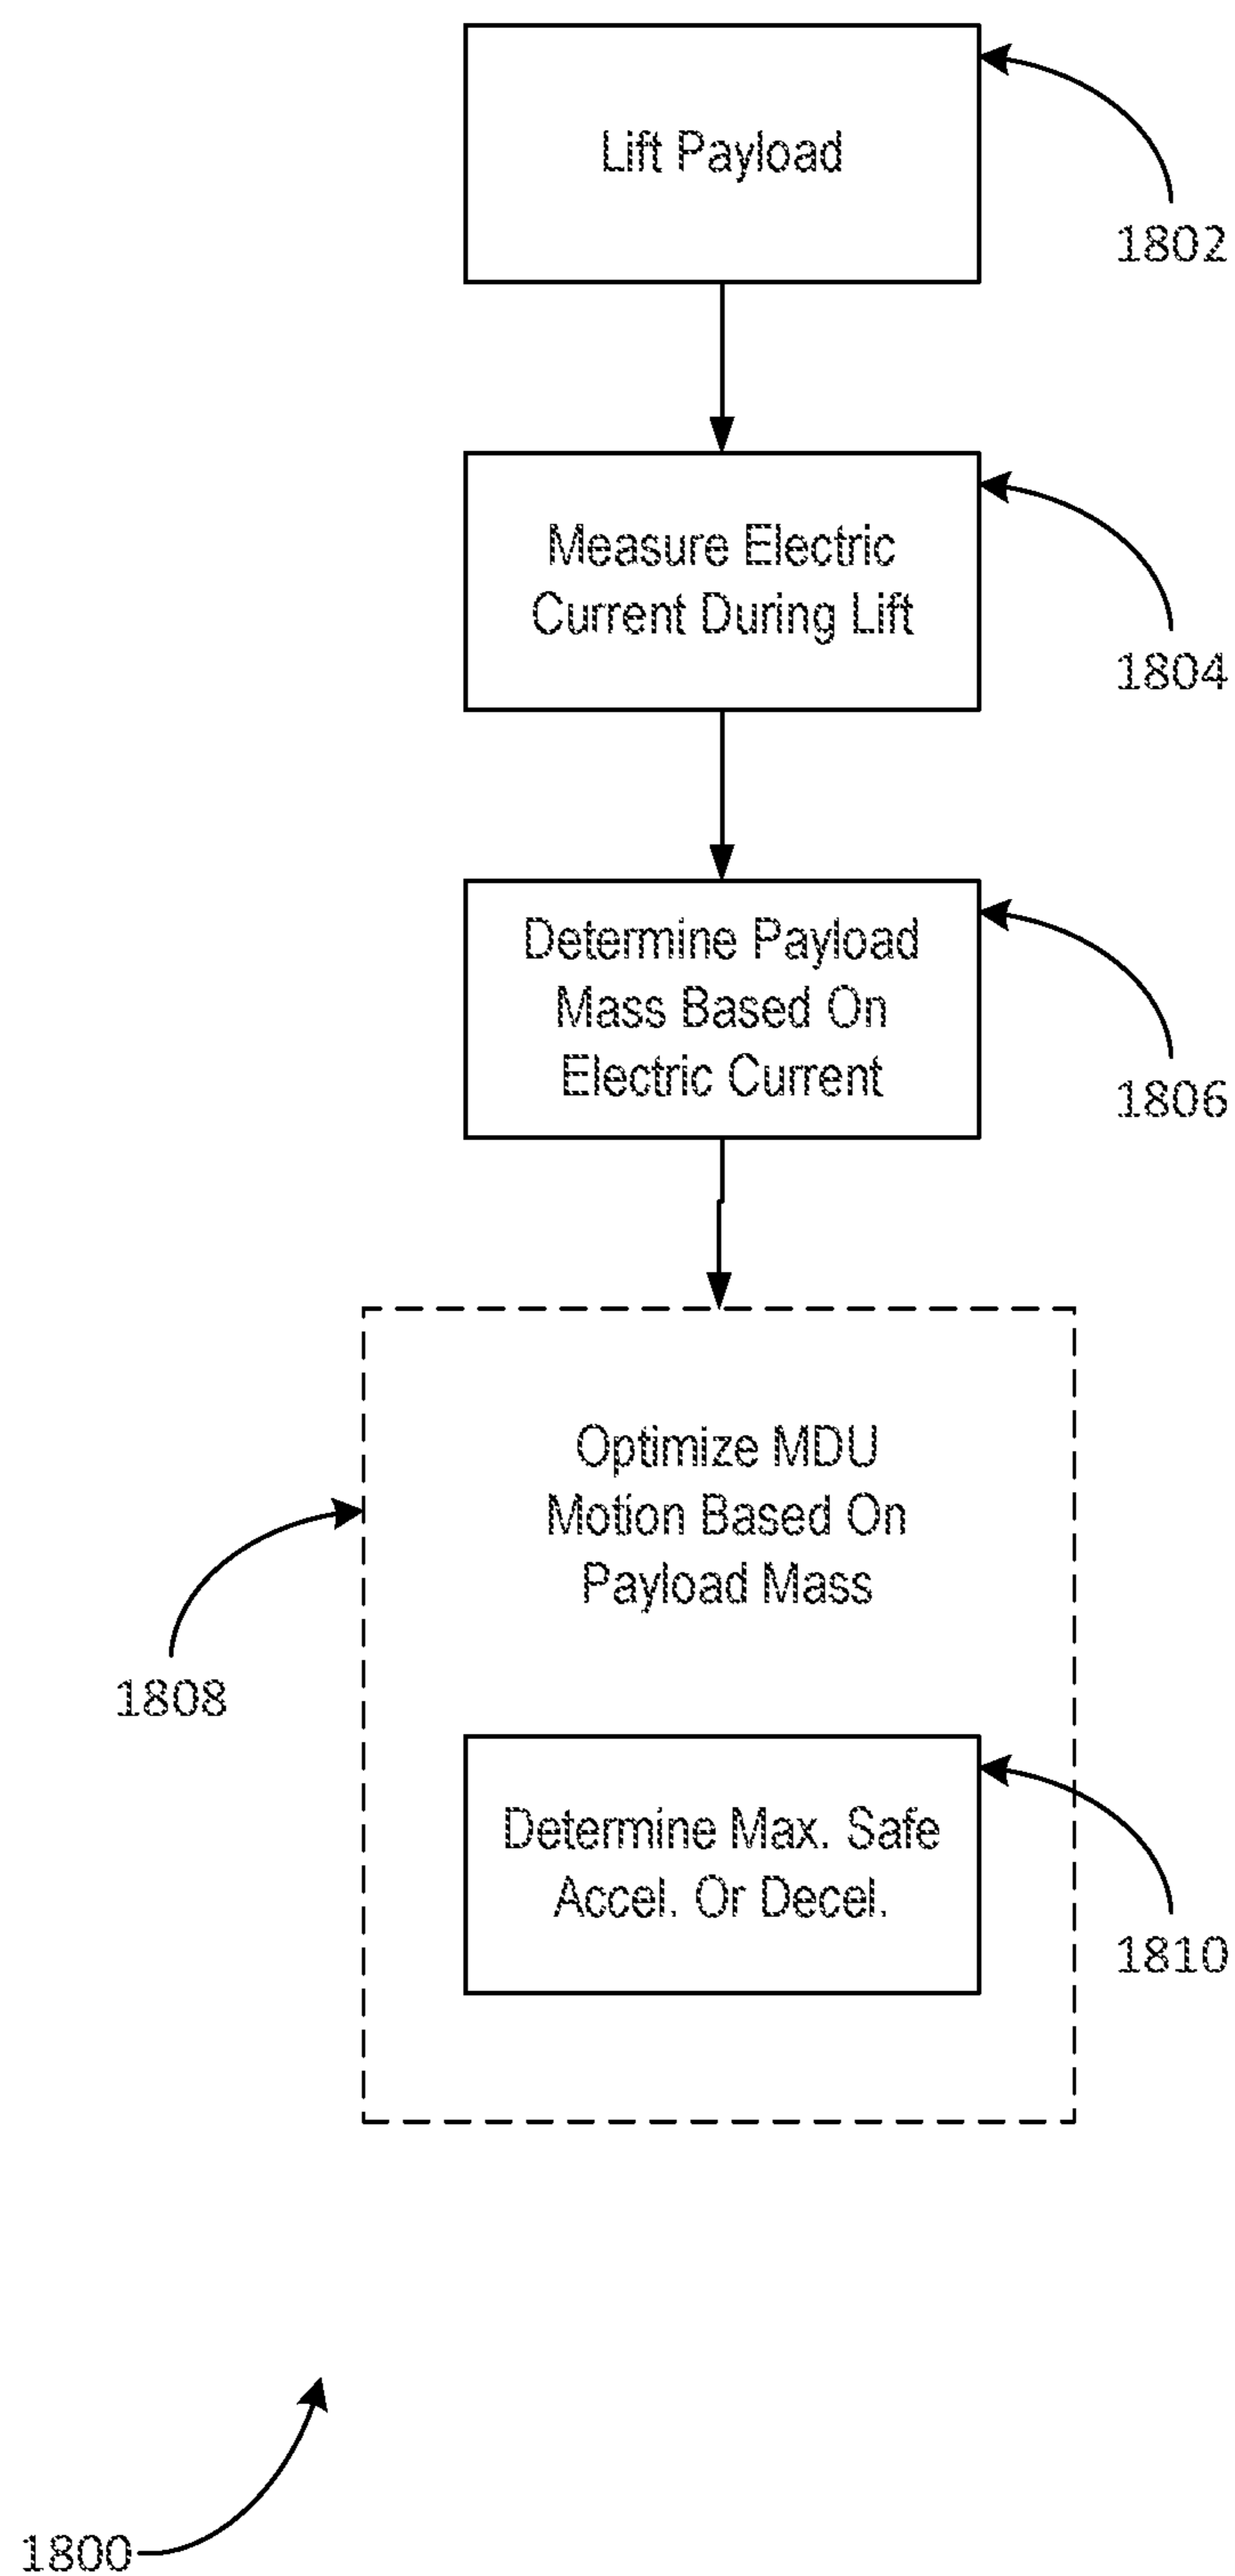 Lift Payload
1802
Measure Electric
Current During Lift
1804
Determine Payload
Mass Based On
Electric Current
1806
Optimize MDU
Motion Based On
Payload Mass
1808
Determine Max. Safe
Accel. Or Decel.
1810
1800